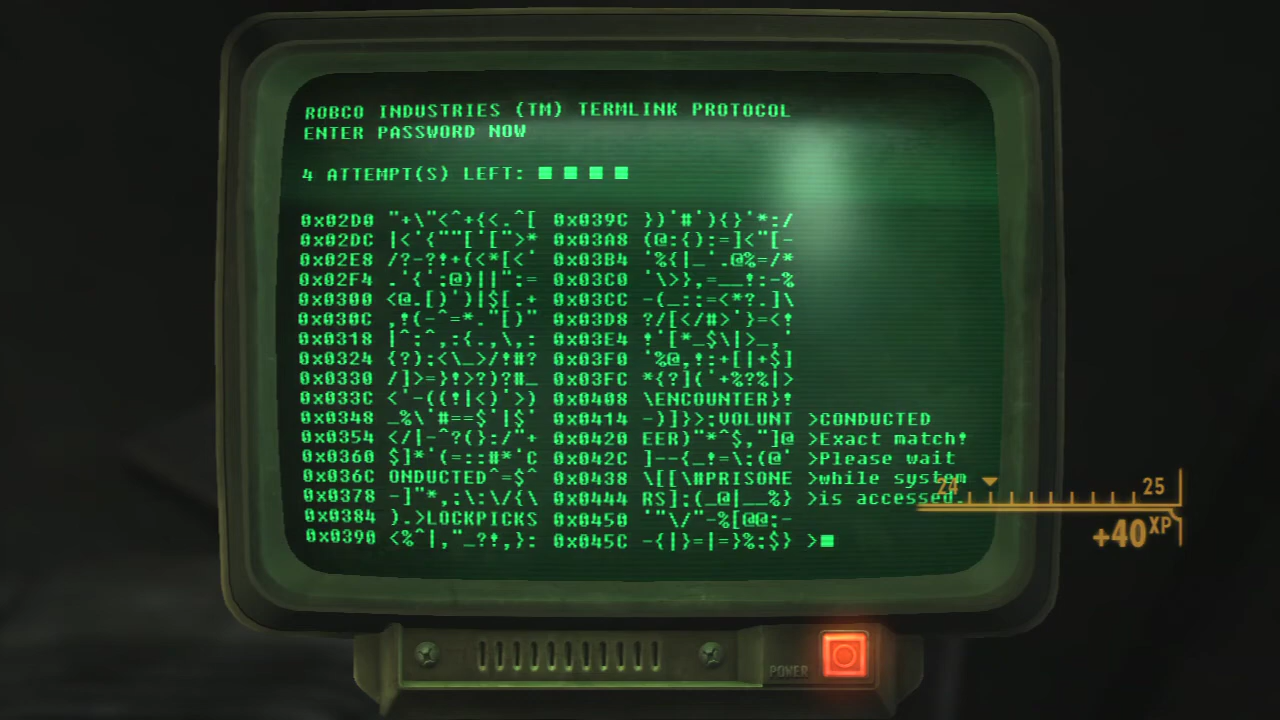 ROBCO INDUSTRIES (TM) TERMLINK PROTOCOL
ENTER PASSWORD NOW
4 ATTEMPT(S) LEFT: ■ ■ ■ ■
0x02D0 "+\"<^+{<.^[ 0x039C })'#'){}'*:/
0x02DC |<'{""['[">* 0x03A8 (@:{):=]<"[-
0x02E8 /?-?!+{<*[<' 0x03B4 '%{|_'.@%=/*
0x02F4 .'{';@)||":= 0x03C0 '\>},=__!:-%
0x0300 <@.[)')|$[.+ 0x03CC -(_::=<*?.]\
0x030C ,!(-^=*."[)" 0x03D8 ?/[</#>'}=<!
0x0318 |^:^,:{.,\,: 0x03E4 !'[*_$\|>_,'
0x0324 {?);<\_>/!#? 0x03F0 '%@,!:+[|+$]
0x0330 /]>=}!>?)?#_ 0x03FC *{?]('+%?%|>
0x033C <'-((!|<)'>) 0x0408 \ENCOUNTER}!
0x0348 _%\'#==$'|$' 0x0414 -)]}>;VOLUNT >CONDUCTED
0x0354 </|-^?(}:/"+ 0x0420 EER)"*^$,"]@ >Exact match!
0x0360 $]*'(=::#*'C 0x042C ]--{_!=\;(@' >Please wait
0x036C ONDUCTED^=$^ 0x0438 \[[\#PRISONE >while system
0x0378 -]"*,:\:\/{\ 0x0444 RS];(_@|__%} >is accessed.
0x0384 ).>LOCKPICKS 0x0450 '"\/"-%[@@;-
0x0390 <%^|,"_?!,}: 0x045C -{|}=|=}%;$} >■
24 25
+40 XP
POWER